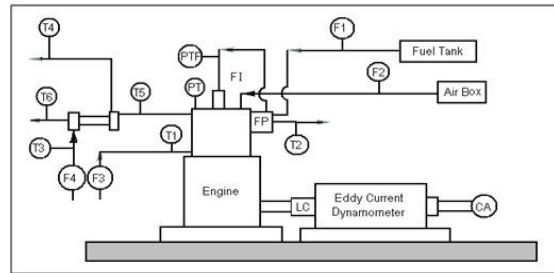 T4
F1
Fuel Tank
PTF
F I
F2
Air Box
T6
T5
PT
FP
T1
T2
T3
F4
F3
Engine
LC
Eddy Current
Dynamometer
CA